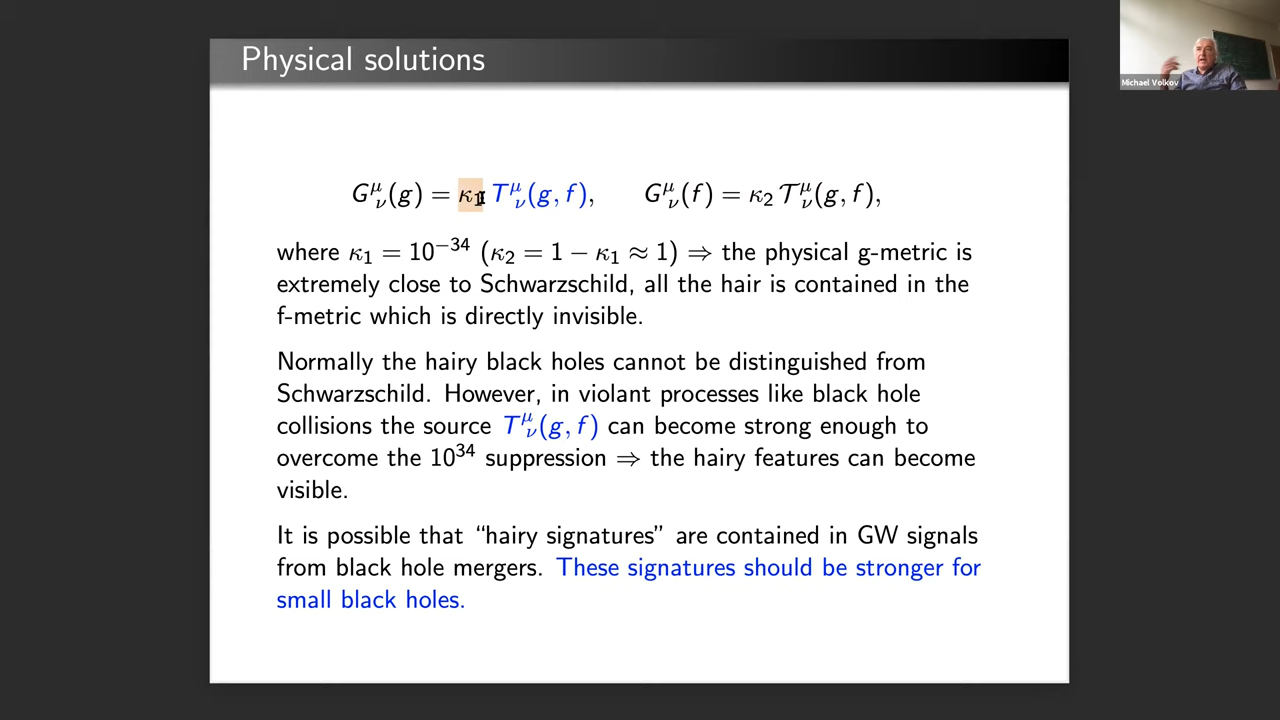 Physical solutions
Michael Volkov
G^μ_ν(g) = κ₁ T^μ_ν(g, f),   G^μ_ν(f) = κ₂ 𝒯^μ_ν(g, f),
where κ₁ = 10⁻³⁴ (κ₂ = 1 − κ₁ ≈ 1) ⇒ the physical g-metric is
extremely close to Schwarzschild, all the hair is contained in the
f-metric which is directly invisible.
Normally the hairy black holes cannot be distinguished from
Schwarzschild. However, in violant processes like black hole
collisions the source T^μ_ν(g, f) can become strong enough to
overcome the 10³⁴ suppression ⇒ the hairy features can become
visible.
It is possible that “hairy signatures” are contained in GW signals
from black hole mergers. These signatures should be stronger for
small black holes.